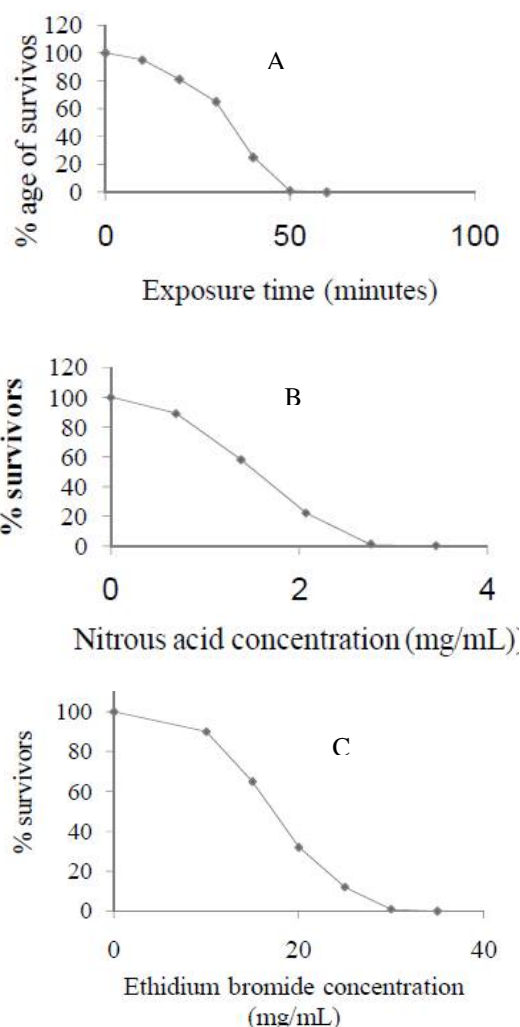 120
100
80
60
40
20
0
% age of survivos
A
0 50 100
Exposure time (minutes)
120
100
80
60
40
20
0
% survivors
B
0 2 4
Nitrous acid concentration (mg/mL))
100
80
60
40
20
0
% survivors
C
0 20 40
Ethidium bromide concentration
(mg/mL)